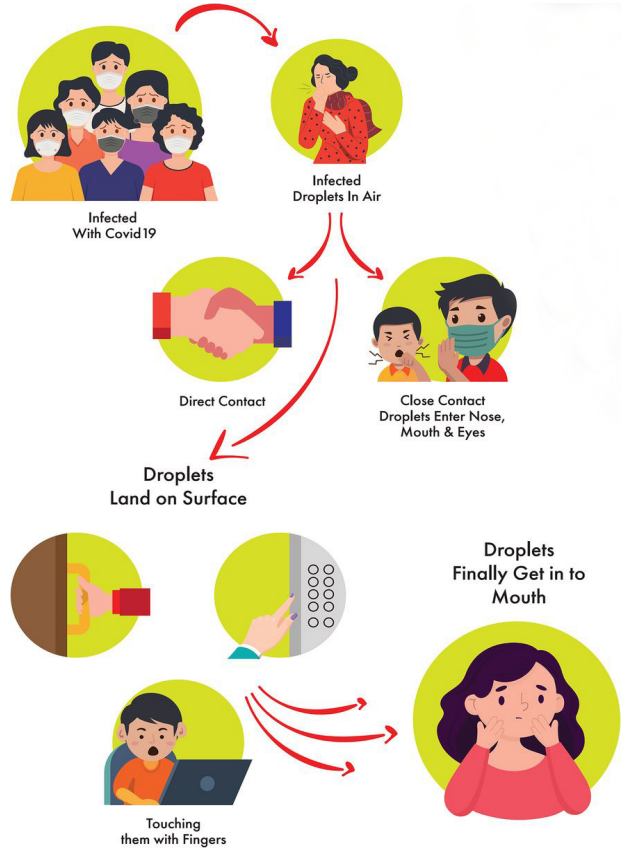 Infected
With Covid19
Infected
Droplets In Air
Direct Contact
Close Contact
Droplets Enter Nose,
Mouth & Eyes
Droplets
Land on Surface
Droplets
Finally Get in to
Mouth
Touching
them with Fingers